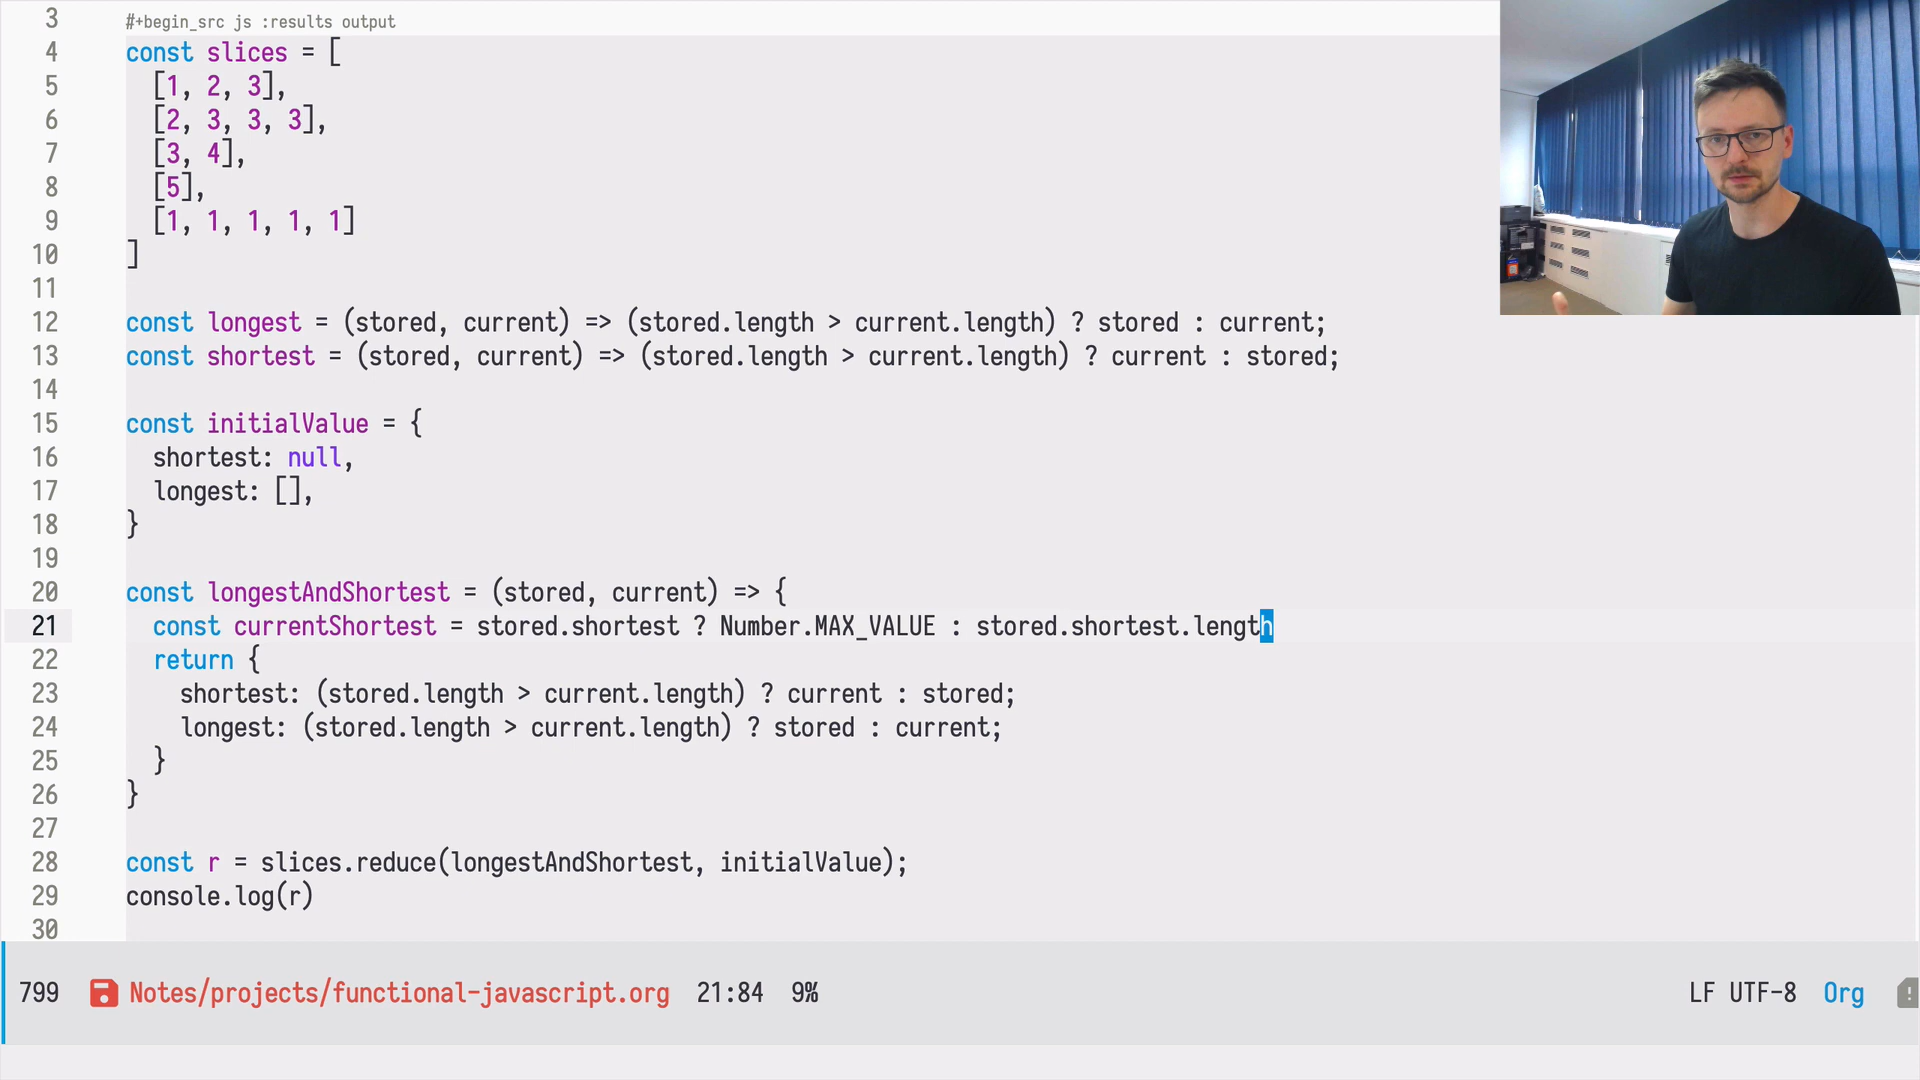 3 #+begin_src js :results output
4 const slices = [
5 [1, 2, 3],
6 [2, 3, 3, 3],
7 [3, 4],
8 [5],
9 [1, 1, 1, 1, 1]
10 ]
11
12 const longest = (stored, current) => (stored.length > current.length) ? stored : current;
13 const shortest = (stored, current) => (stored.length > current.length) ? current : stored;
14
15 const initialValue = {
16 shortest: null,
17 longest: [],
18 }
19
20 const longestAndShortest = (stored, current) => {
21 const currentShortest = stored.shortest ? Number.MAX_VALUE : stored.shortest.length
22 return {
23 shortest: (stored.length > current.length) ? current : stored;
24 longest: (stored.length > current.length) ? stored : current;
25 }
26 }
27
28 const r = slices.reduce(longestAndShortest, initialValue);
29 console.log(r)
30
799 Notes/projects/functional-javascript.org 21:84 9% LF UTF-8 Org !